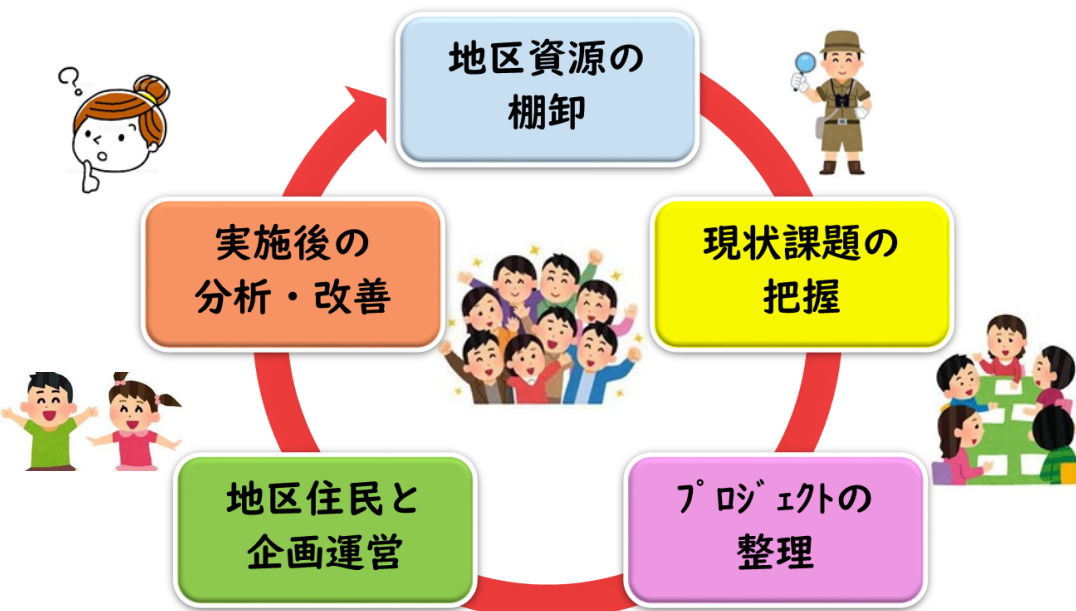 地区資源の
棚卸
現状課題の
把握
ﾌﾟﾛｼﾞｪｸﾄの
整理
地区住民と
企画運営
実施後の
分析・改善
?